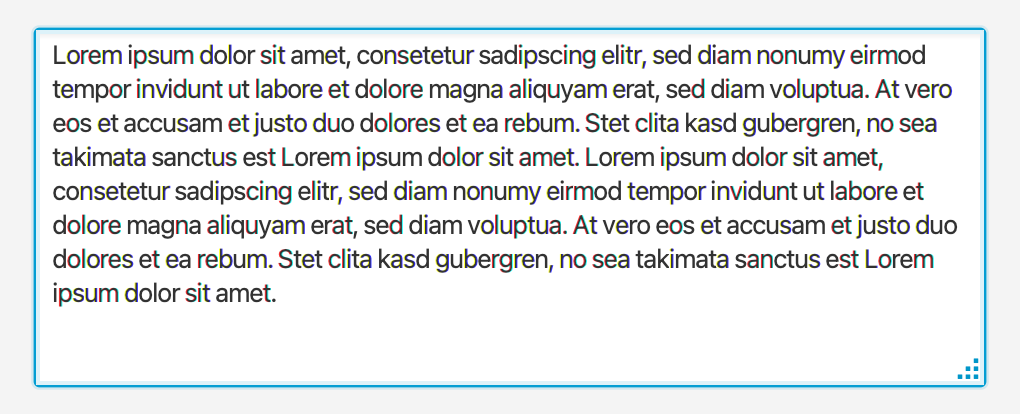 Lorem ipsum dolor sit amet, consetetur sadipscing elitr, sed diam nonumy eirmod
tempor invidunt ut labore et dolore magna aliquyam erat, sed diam voluptua. At vero
eos et accusam et justo duo dolores et ea rebum. Stet clita kasd gubergren, no sea
takimata sanctus est Lorem ipsum dolor sit amet. Lorem ipsum dolor sit amet,
consetetur sadipscing elitr, sed diam nonumy eirmod tempor invidunt ut labore et
dolore magna aliquyam erat, sed diam voluptua. At vero eos et accusam et justo duo
dolores et ea rebum. Stet clita kasd gubergren, no sea takimata sanctus est Lorem
ipsum dolor sit amet.